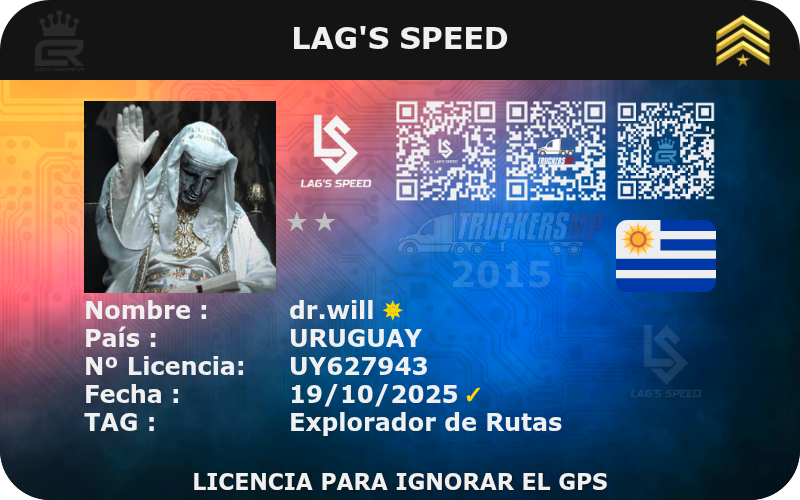 LAG'S SPEED
LAG'S SPEED
TRUCKERSMP
TRUCKERSMP
2015
Nombre : dr.will
País : URUGUAY
Nº Licencia: UY627943
Fecha : 19/10/2025 ✓
TAG : Explorador de Rutas
LAG'S SPEED
LICENCIA PARA IGNORAR EL GPS